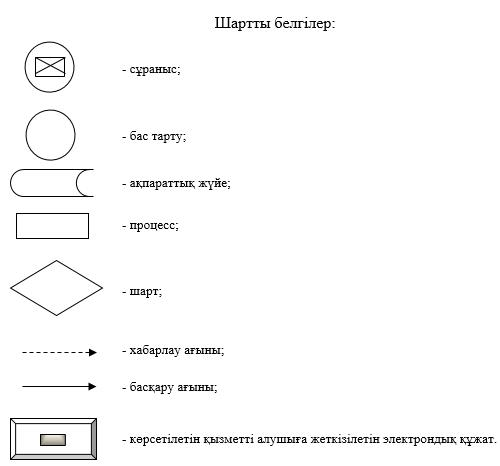 Шартты белгілер:
- сұраныс;
- бас тарту;
- ақпараттық жүйе;
- процесс;
- шарт;
- хабарлау ағыны;
- басқару ағыны;
- көрсетілетін қызметті алушыға жеткізілетін электрондық құжат.